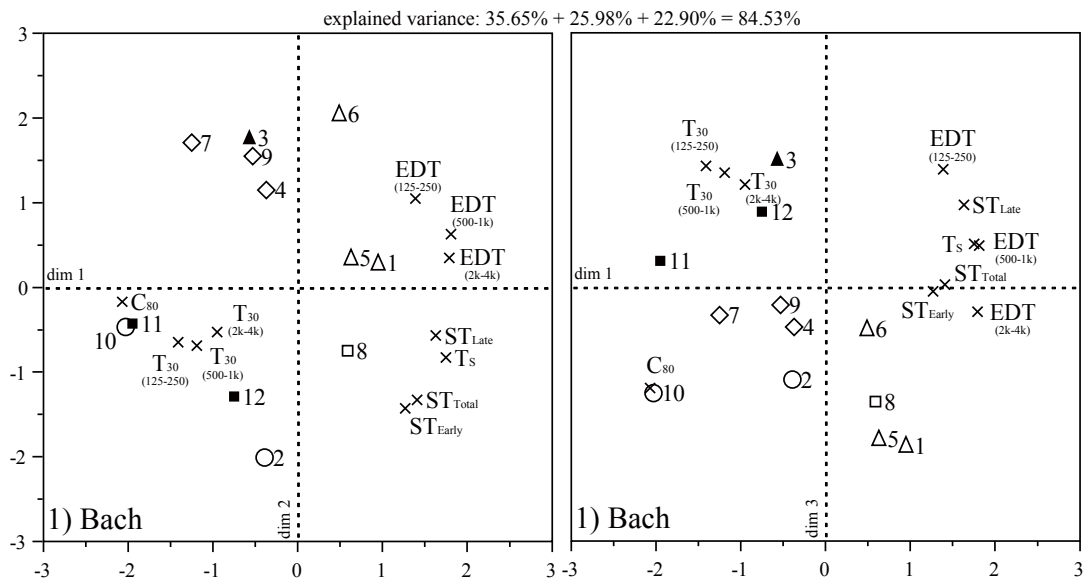 explained variance: 35.65% + 25.98% + 22.90% = 84.53%
3
2
1
0
-1
-2
-3
6
7
3
9
4
EDT
(125-250)
EDT
(500-1k)
EDT
(2k-4k)
5
1
dim 1
C80
11
10
T30
(2k-4k)
T30
(125-250)
T30
(500-1k)
8
STLate
TS
12
STTotal
STEarly
2
1) Bach
dim 2
-3
-2
-1
0
1
2
3
T30
(125-250)
3
EDT
(125-250)
T30
(500-1k)
T30
(2k-4k)
12
STLate
11
TS
EDT
(500-1k)
dim 1
STTotal
STEarly
9
7
4
6
EDT
(2k-4k)
C80
10
2
8
5
1
1) Bach
dim 3
-3
-2
-1
0
1
2
3